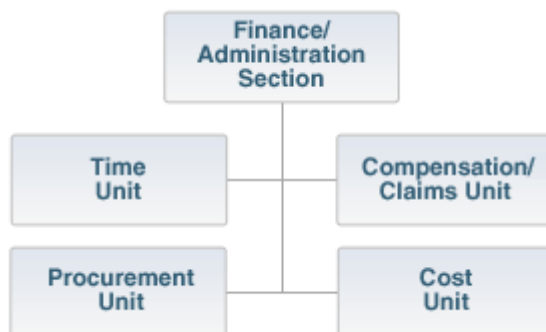 Finance/
Administration
Section
Time
Unit
Compensation/
Claims Unit
Procurement
Unit
Cost
Unit